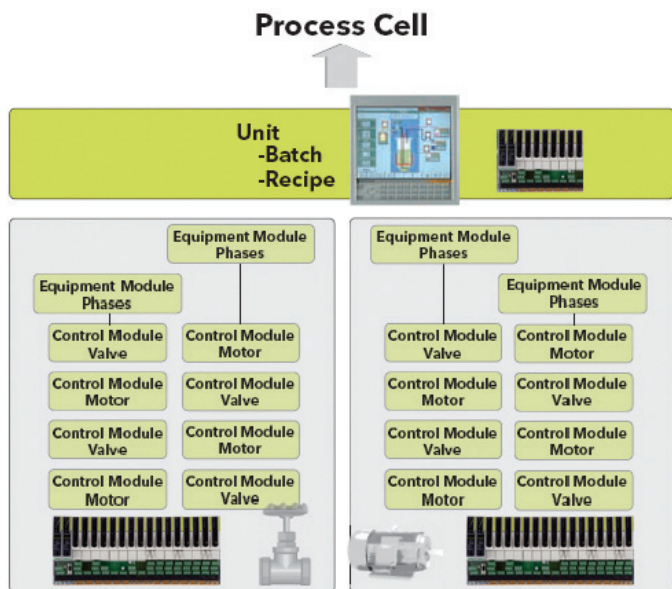 Process Cell
Unit
-Batch
-Recipe
Equipment Module
Phases
Equipment Module
Phases
Control Module
Valve
Control Module
Motor
Control Module
Motor
Control Module
Valve
Control Module
Valve
Control Module
Motor
Control Module
Motor
Control Module
Valve
Equipment Module
Phases
Equipment Module
Phases
Control Module
Valve
Control Module
Motor
Control Module
Motor
Control Module
Valve
Control Module
Valve
Control Module
Motor
Control Module
Motor
Control Module
Valve